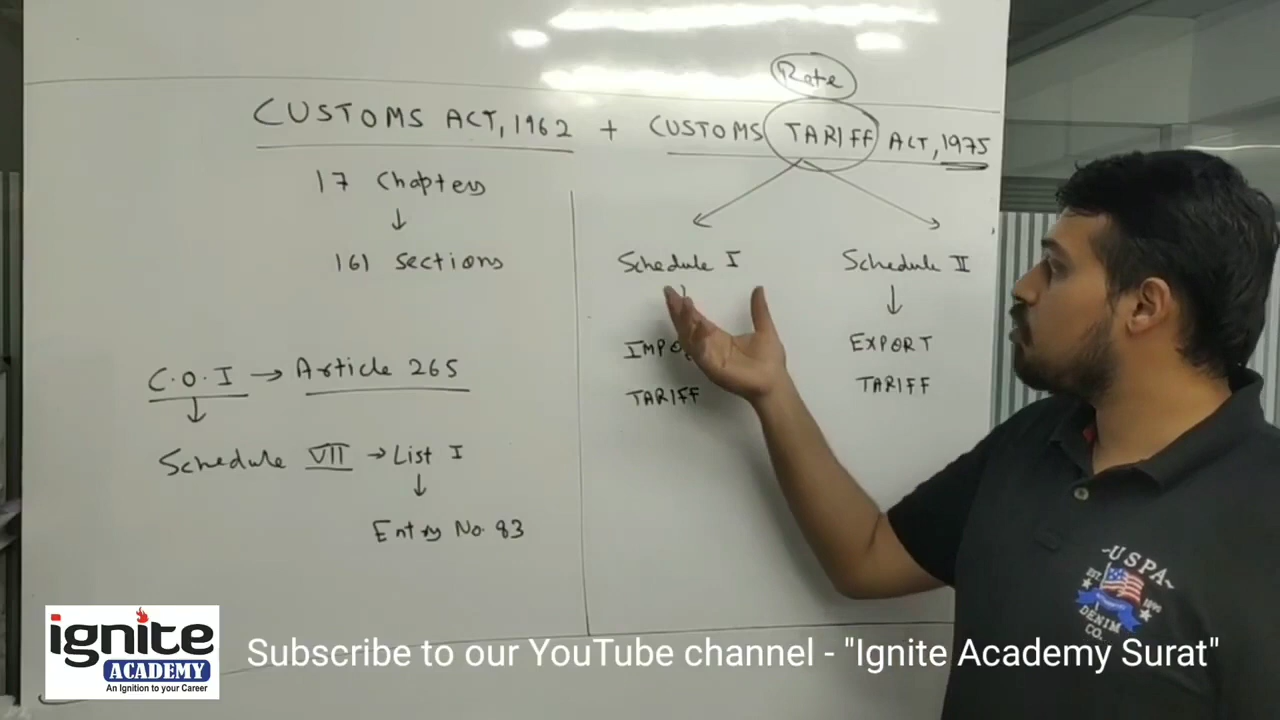 Rate
CUSTOMS ACT, 1962 + CUSTOMS TARIFF ACT, 1975
17 Chapters
↓
161 sections
C.O.I → Article 265
↓
Schedule VII → List I
↓
Entry No. 83
Schedule I
↓
TARIFF
Schedule II
↓
EXPORT
TARIFF
USPA
EST.
1890
DENIM
CO.
ignite
ACADEMY
An Ignition to your Career
Subscribe to our YouTube channel - "Ignite Academy Surat"